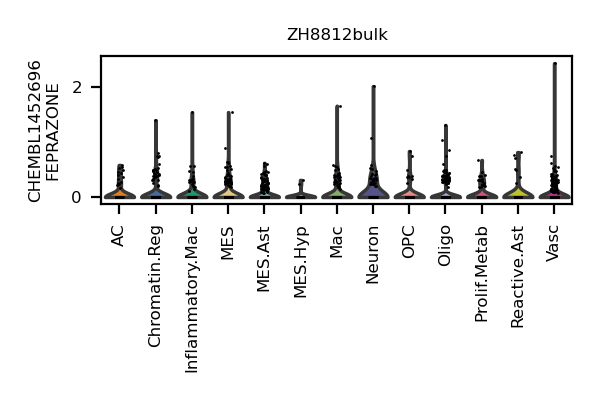 ZH8812bulk
CHEMBL1452696
FEPRAZONE
2
0
AC
Chromatin.Reg
Inflammatory.Mac
MES
MES.Ast
MES.Hyp
Mac
Neuron
OPC
Oligo
Prolif.Metab
Reactive.Ast
Vasc